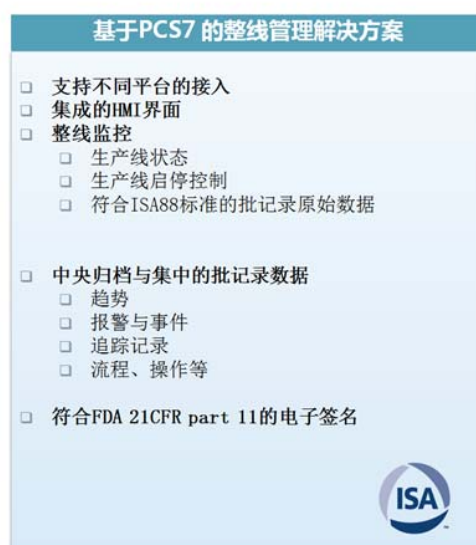 基于PCS7 的整线管理解决方案
支持不同平台的接入
集成的HMI界面
整线监控
生产线状态
生产线启停控制
符合ISA88标准的批记录原始数据
中央归档与集中的批记录数据
趋势
报警与事件
追踪记录
流程、操作等
符合FDA 21CFR part 11的电子签名
ISA